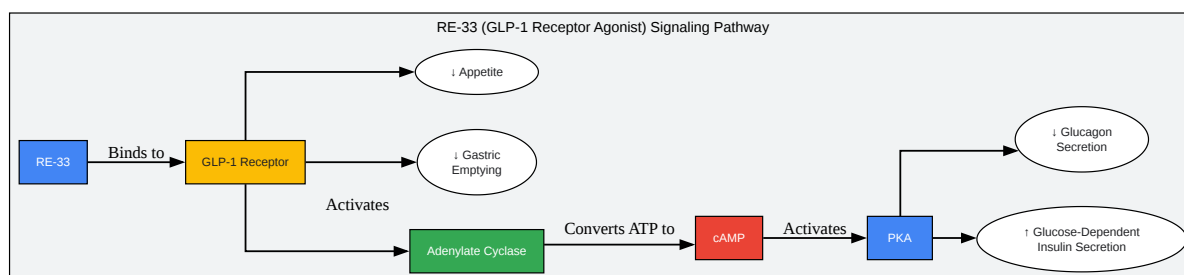 RE-33 (GLP-1 Receptor Agonist) Signaling Pathway
↓ Appetite
RE-33
Binds to
GLP-1 Receptor
↓ Gastric
Emptying
↓ Glucagon
Secretion
Activates
Adenylate Cyclase
Converts ATP to
cAMP
Activates
PKA
↑ Glucose-Dependent
Insulin Secretion